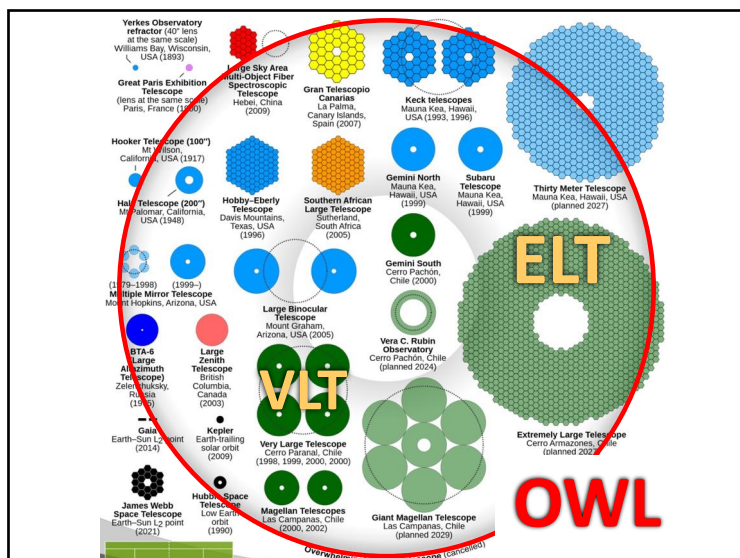 Yerkes Observatory
refractor (40" lens
at the same scale)
Williams Bay, Wisconsin,
USA (1893)
Great Paris Exhibition
Telescope
(lens at the same scale)
Paris, France (1900)
Large Sky Area
Multi-Object Fiber
Spectroscopic
Telescope
Hebei, China
(2009)
Gran Telescopio
Canarias
La Palma,
Canary Islands,
Spain (2007)
Keck telescopes
Mauna Kea, Hawaii,
USA (1993, 1996)
Thirty Meter Telescope
Mauna Kea, Hawaii, USA
(planned 2027)
Hooker Telescope (100")
Mt Wilson,
California, USA (1917)
Hale Telescope (200")
Mt Palomar, California,
USA (1948)
Hobby–Eberly
Telescope
Davis Mountains,
Texas, USA
(1996)
Southern African
Large Telescope
Sutherland,
South Africa
(2005)
Gemini North
Mauna Kea,
Hawaii, USA
(1999)
Subaru
Telescope
Mauna Kea,
Hawaii, USA
(1999)
Gemini South
Cerro Pachón,
Chile (2000)
ELT
(1979–1998) (1999–)
Multiple Mirror Telescope
Mount Hopkins, Arizona, USA
Large Binocular
Telescope
Mount Graham,
Arizona, USA (2005)
Vera C. Rubin
Observatory
Cerro Pachón, Chile
(planned 2024)
BTA-6
(Large
Altazimuth
Telescope)
Zelenchuksky,
Russia
(1975)
Large
Zenith
Telescope
British
Columbia,
Canada
(2003)
VLT
Gaia
Earth–Sun L2 point
(2014)
Kepler
Earth-trailing
solar orbit
(2009)
Very Large Telescope
Cerro Paranal, Chile
(1998, 1999, 2000, 2000)
Extremely Large Telescope
Cerro Armazones, Chile
(planned
James Webb
Space Telescope
Earth–Sun L2 point
(2021)
Hubble Space
Telescope
Low Earth
orbit
(1990)
Magellan Telescopes
Las Campanas, Chile
(2000, 2002)
Giant Magellan Telescope
Las Campanas, Chile
(planned 2029)
OWL
(cancelled)